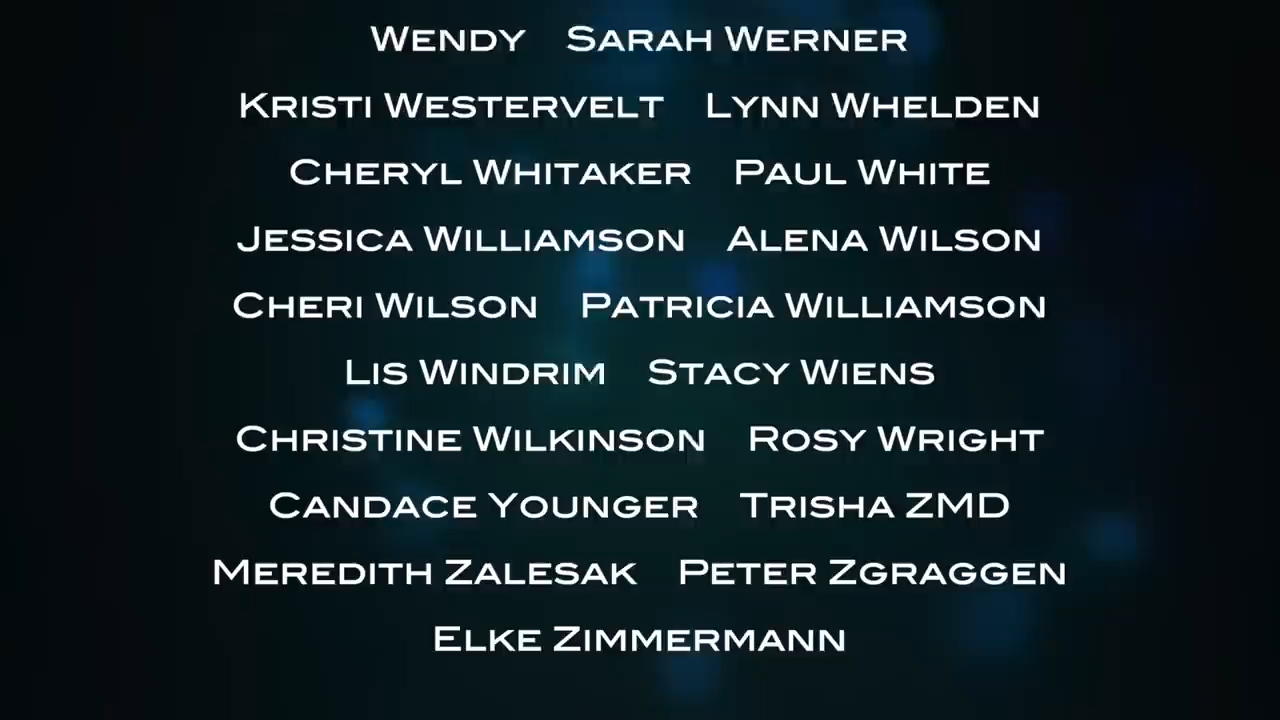 Wendy Sarah Werner
Kristi Westervelt Lynn Whelden
Cheryl Whitaker Paul White
Jessica Williamson Alena Wilson
Cheri Wilson Patricia Williamson
Lis Windrim Stacy Wiens
Christine Wilkinson Rosy Wright
Candace Younger Trisha ZMD
Meredith Zalesak Peter Zgraggen
Elke Zimmermann